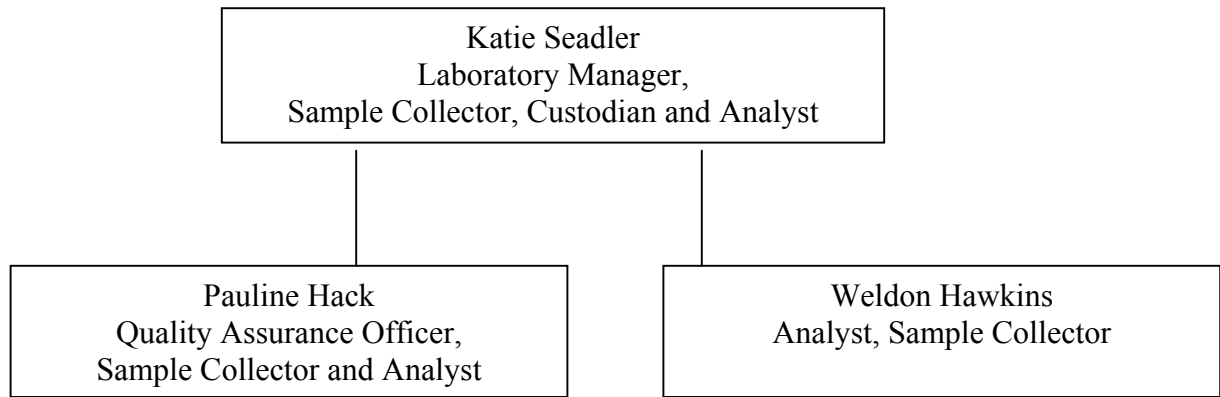 Katie Seadler
Laboratory Manager,
Sample Collector, Custodian and Analyst
Pauline Hack
Quality Assurance Officer,
Sample Collector and Analyst
Weldon Hawkins
Analyst, Sample Collector